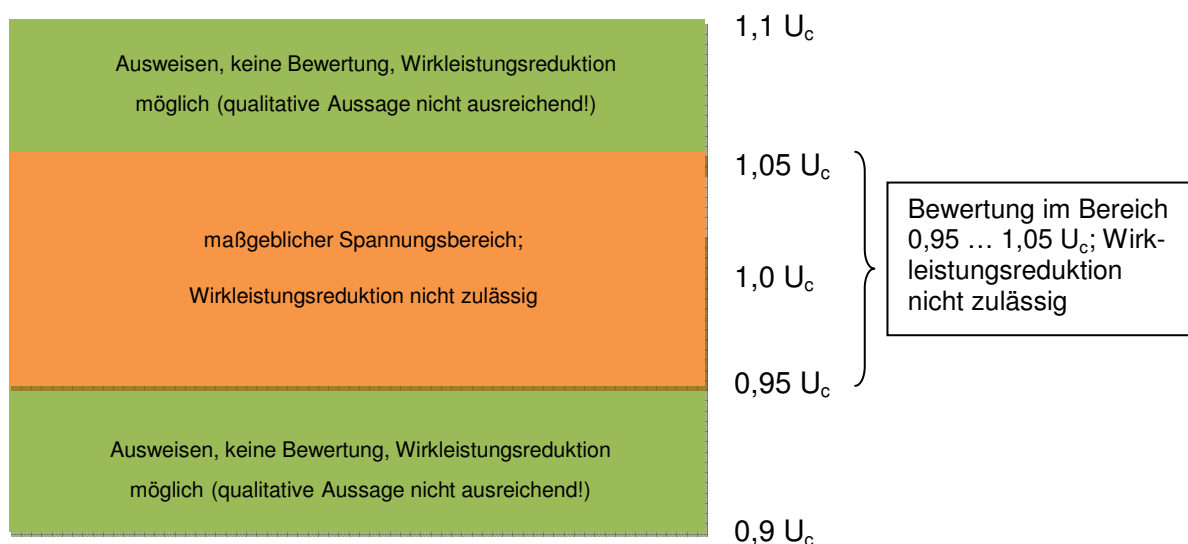 1,1 Uc
Ausweisen, keine Bewertung, Wirkleistungsreduktion
möglich (qualitative Aussage nicht ausreichend!)
1,05 Uc
maßgeblicher Spannungsbereich;
Wirkleistungsreduktion nicht zulässig
1,0 Uc
Bewertung im Bereich
0,95 … 1,05 Uc; Wirk-
leistungsreduktion
nicht zulässig
0,95 Uc
Ausweisen, keine Bewertung, Wirkleistungsreduktion
möglich (qualitative Aussage nicht ausreichend!)
0,9 Uc